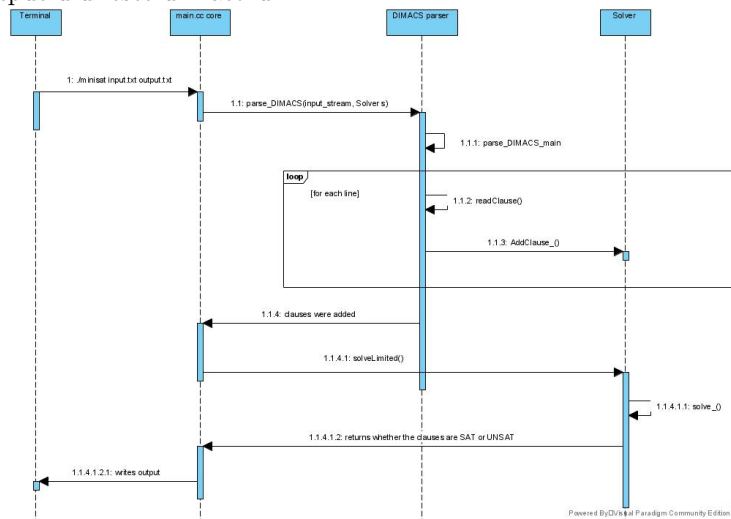 Terminal
main.cc core
DIMACS parser
Solver
1: ./minisat input.txt output.txt
1.1: parse_DIMACS(input_stream, Solver s)
1.1.1: parse_DIMACS_main
loop
[for each line]
1.1.2: readClause()
1.1.3: AddClause_()
1.1.4: clauses were added
1.1.4.1: solveLimited()
1.1.4.1.1: solve_()
1.1.4.1.2: returns whether the clauses are SAT or UNSAT
1.1.4.1.2.1: writes output
Powered By Visual Paradigm Community Edition